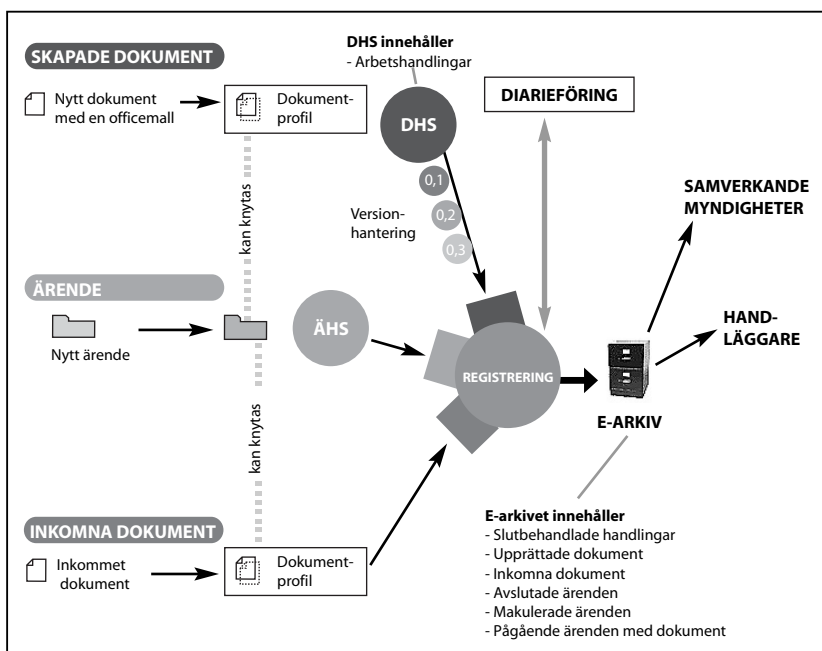 SKAPADE DOKUMENT
Nytt dokument
med en officemall
Dokument-
profil
DHS innehåller
- Arbetshandlingar
DHS
DIARIEFÖRING
0,1
0,2
0,3
Version-
hantering
kan knytas
SAMVERKANDE
MYNDIGHETER
ÄRENDE
Nytt ärende
ÄHS
REGISTRERING
HAND-
LÄGGARE
E-ARKIV
kan knytas
INKOMNA DOKUMENT
Inkommet
dokument
Dokument-
profil
E-arkivet innehåller
- Slutbehandlade handlingar
- Upprättade dokument
- Inkomna dokument
- Avslutade ärenden
- Makulerade ärenden
- Pågående ärenden med dokument